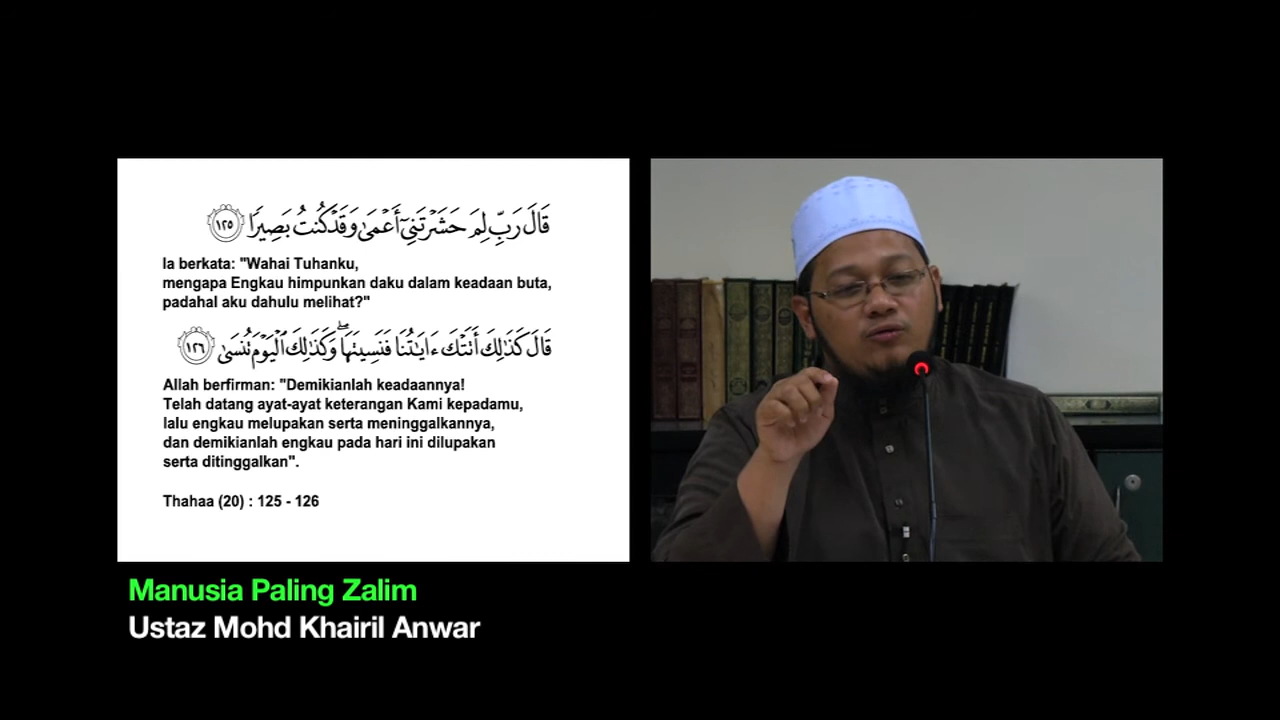 قَالَ رَبِّ لِمَ حَشَرْتَنِيٓ أَعْمَىٰ وَقَدْ كُنتُ بَصِيرًا ١٢٥
Ia berkata: "Wahai Tuhanku,
mengapa Engkau himpunkan daku dalam keadaan buta,
padahal aku dahulu melihat?"
قَالَ كَذَٰلِكَ أَتَتْكَ ءَايَٰتُنَا فَنَسِيتَهَا ۖ وَكَذَٰلِكَ ٱلْيَوْمَ تُنسَىٰ ١٢٦
Allah berfirman: "Demikianlah keadaannya!
Telah datang ayat-ayat keterangan Kami kepadamu,
lalu engkau melupakan serta meninggalkannya,
dan demikianlah engkau pada hari ini dilupakan
serta ditinggalkan".
Thahaa (20) : 125 - 126
Manusia Paling Zalim
Ustaz Mohd Khairil Anwar